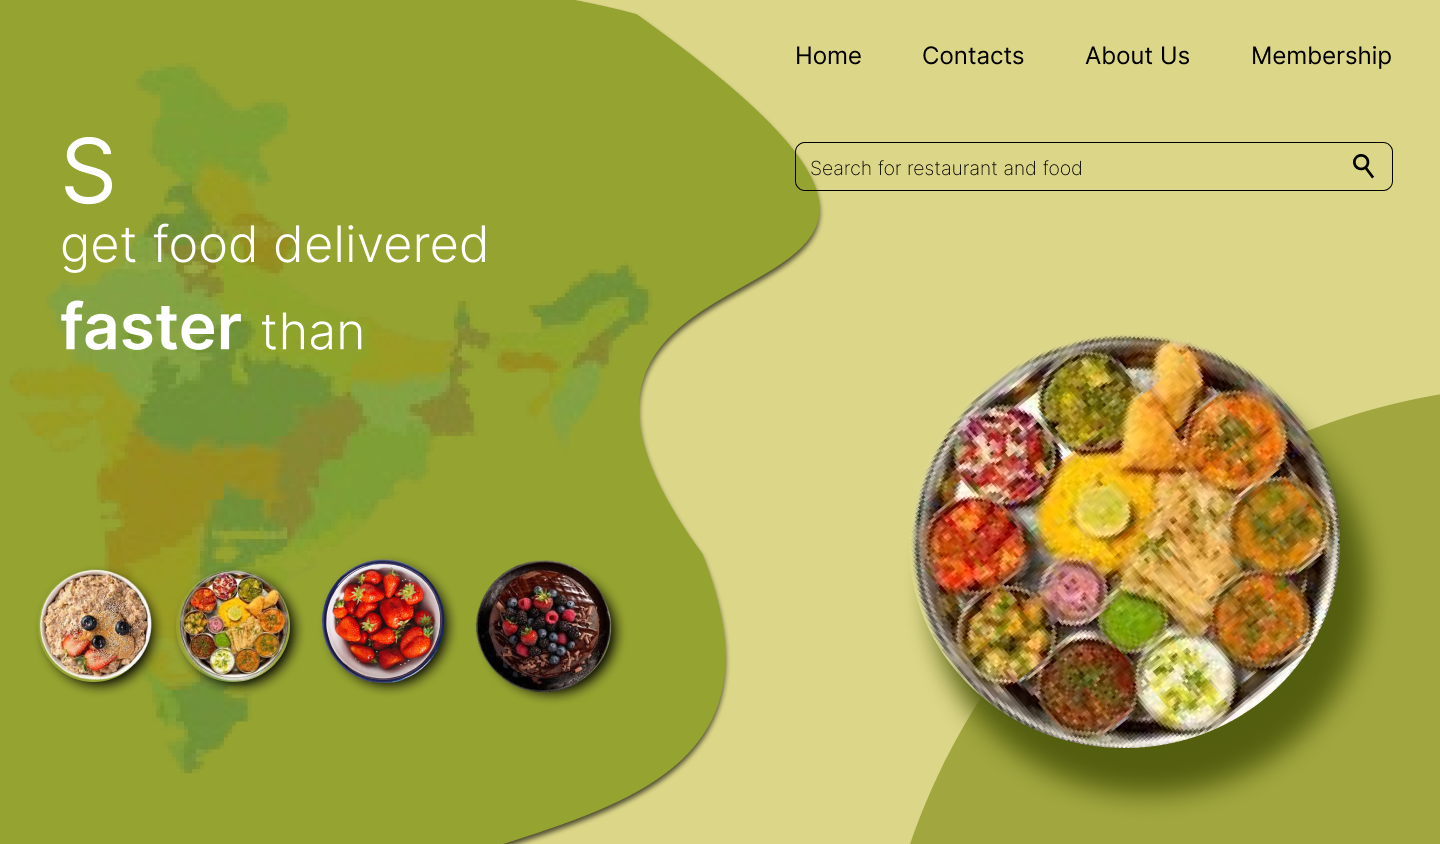 Home Contacts About Us Membership
Search for restaurant and food
S
get food delivered
faster than